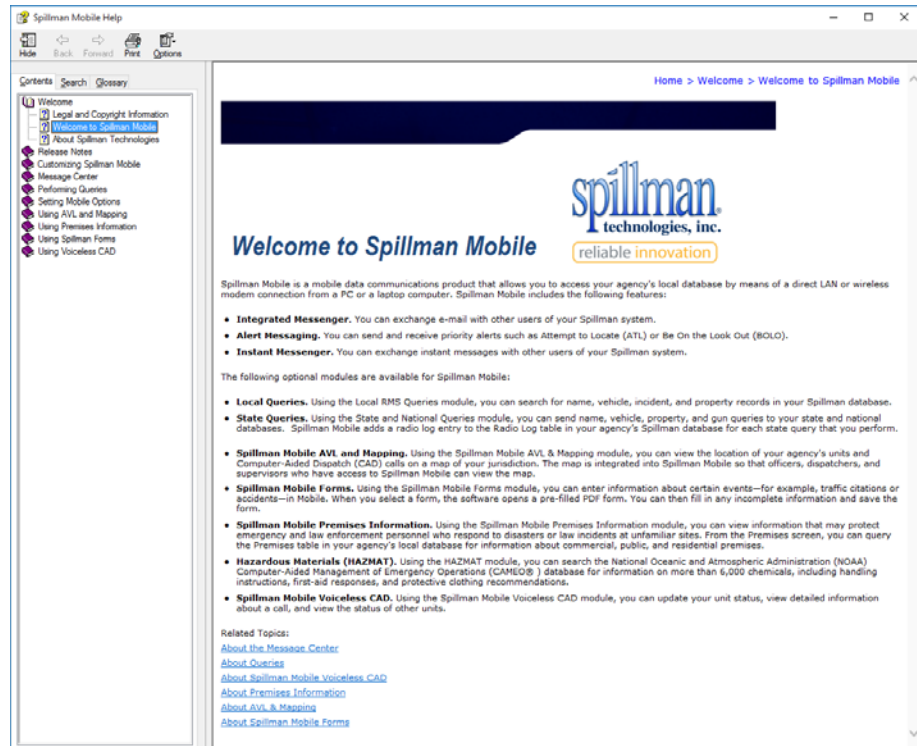 Spillman Mobile Help
Hide Back Forward Print Options
Contents Search Glossary
Welcome
Legal and Copyright Information
Welcome to Spillman Mobile
About Spillman Technologies
Release Notes
Customizing Spillman Mobile
Message Center
Performing Queries
Setting Mobile Options
Using AVL and Mapping
Using Premises Information
Using Spillman Forms
Using Voiceless CAD
Home > Welcome > Welcome to Spillman Mobile
spillman®
technologies, inc.
reliable innovation
Welcome to Spillman Mobile
Spillman Mobile is a mobile data communications product that allows you to access your agency's local database by means of a direct LAN or wireless
modem connection from a PC or a laptop computer. Spillman Mobile includes the following features:
• Integrated Messenger. You can exchange e-mail with other users of your Spillman system.
• Alert Messaging. You can send and receive priority alerts such as Attempt to Locate (ATL) or Be On the Look Out (BOLO).
• Instant Messenger. You can exchange instant messages with other users of your Spillman system.
The following optional modules are available for Spillman Mobile:
• Local Queries. Using the Local RMS Queries module, you can search for name, vehicle, incident, and property records in your Spillman database.
• State Queries. Using the State and National Queries module, you can send name, vehicle, property, and gun queries to your state and national
databases. Spillman Mobile adds a radio log entry to the Radio Log table in your agency's Spillman database for each state query that you perform.
• Spillman Mobile AVL and Mapping. Using the Spillman Mobile AVL & Mapping module, you can view the location of your agency's units and
Computer-Aided Dispatch (CAD) calls on a map of your jurisdiction. The map is integrated into Spillman Mobile so that officers, dispatchers, and
supervisors who have access to Spillman Mobile can view the map.
• Spillman Mobile Forms. Using the Spillman Mobile Forms module, you can enter information about certain events—for example, traffic citations or
accidents—in Mobile. When you select a form, the software opens a pre-filled PDF form. You can then fill in any incomplete information and save the
form.
• Spillman Mobile Premises Information. Using the Spillman Mobile Premises Information module, you can view information that may protect
emergency and law enforcement personnel who respond to disasters or law incidents at unfamiliar sites. From the Premises screen, you can query
the Premises table in your agency's local database for information about commercial, public, and residential premises.
• Hazardous Materials (HAZMAT). Using the HAZMAT module, you can search the National Oceanic and Atmospheric Administration (NOAA)
Computer-Aided Management of Emergency Operations (CAMEO® ) database for information on more than 6,000 chemicals, including handling
instructions, first-aid responses, and protective clothing recommendations.
• Spillman Mobile Voiceless CAD. Using the Spillman Mobile Voiceless CAD module, you can update your unit status, view detailed information
about a call, and view the status of other units.
Related Topics:
About the Message Center
About Queries
About Spillman Mobile Voiceless CAD
About Premises Information
About AVL & Mapping
About Spillman Mobile Forms